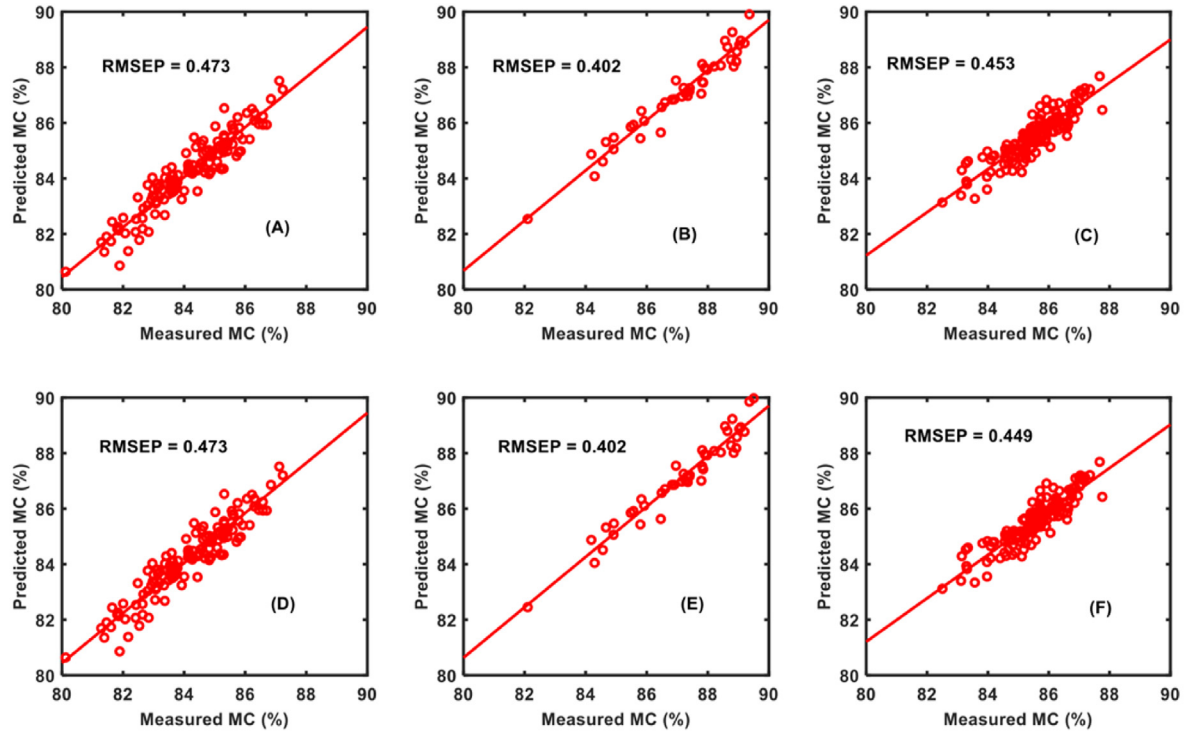 90
88
86
84
82
80
Predicted MC (%)
RMSEP = 0.473
(A)
80 82 84 86 88 90
Measured MC (%)
90
88
86
84
82
80
Predicted MC (%)
RMSEP = 0.402
(B)
80 82 84 86 88 90
Measured MC (%)
90
88
86
84
82
80
Predicted MC (%)
RMSEP = 0.453
(C)
80 82 84 86 88 90
Measured MC (%)
90
88
86
84
82
80
Predicted MC (%)
RMSEP = 0.473
(D)
80 82 84 86 88 90
Measured MC (%)
90
88
86
84
82
80
Predicted MC (%)
RMSEP = 0.402
(E)
80 82 84 86 88 90
Measured MC (%)
90
88
86
84
82
80
Predicted MC (%)
RMSEP = 0.449
(F)
80 82 84 86 88 90
Measured MC (%)